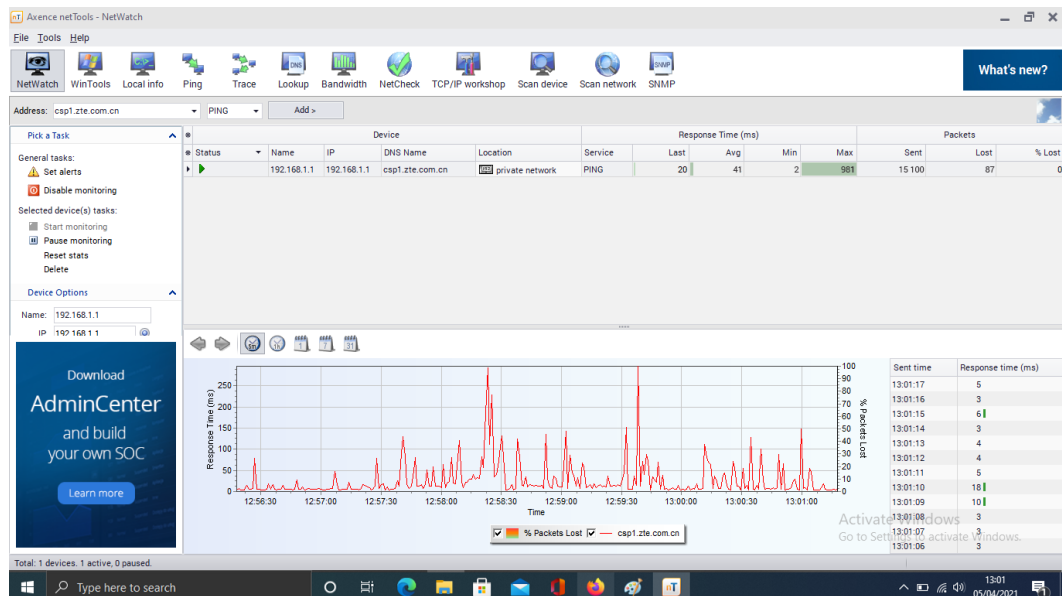 nT Axence netTools - NetWatch
File Tools Help
NetWatch WinTools Local info Ping Trace Lookup Bandwidth NetCheck TCP/IP workshop Scan device Scan network SNMP
DNS
SNMP
What's new?
Address: csp1.zte.com.cn PING Add >
Pick a Task
General tasks:
Set alerts
Disable monitoring
Selected device(s) tasks:
Start monitoring
Pause monitoring
Reset stats
Delete
Device Options
Name: 192.168.1.1
IP 192.168.1.1
Device Response Time (ms) Packets
Status Name IP DNS Name Location Service Last Avg Min Max Sent Lost % Lost
192.168.1.1 192.168.1.1 csp1.zte.com.cn private network PING 20 41 2 981 15 100 87 0
Download
AdminCenter
and build
your own SOC
Learn more
1 7 31
Response Time (ms)
250
200
150
100
50
0
100
90
80
70
60
50
40
30
20
10
0
% Packets Lost
12:56:30 12:57:00 12:57:30 12:58:00 12:58:30 12:59:00 12:59:30 13:00:00 13:00:30 13:01:00
Time
% Packets Lost csp1.zte.com.cn
Sent time Response time (ms)
13:01:17 5
13:01:16 3
13:01:15 6
13:01:14 3
13:01:13 4
13:01:12 4
13:01:11 5
13:01:10 18
13:01:09 10
13:01:08 3
13:01:07 3
13:01:06 3
Activate Windows
Go to Settings to activate Windows.
Total: 1 devices. 1 active, 0 paused.
Type here to search
nT
13:01
05/04/2021